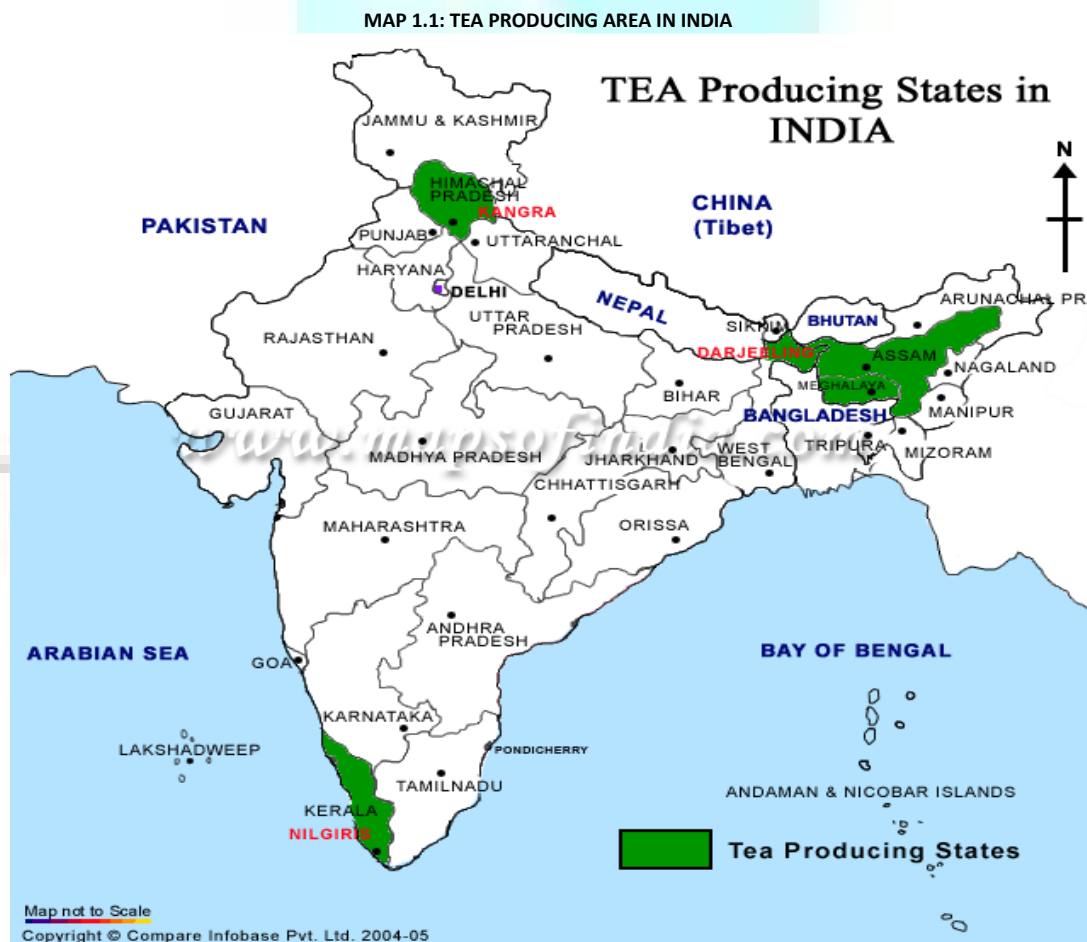 MAP 1.1: TEA PRODUCING AREA IN INDIA
TEA Producing States in
INDIA
JAMMU & KASHMIR
N
HIMACHAL
PRADESH
KANGRA
CHINA
(Tibet)
PAKISTAN
PUNJAB
UTTARANCHAL
HARYANA
DELHI
NEPAL
UTTAR
PRADESH
SIKKIM
BHUTAN
ARUNACHAL PR
RAJASTHAN
DARJEELING
ASSAM
NAGALAND
MEGHALAYA
BIHAR
GUJARAT
BANGLADESH
MANIPUR
www.mapsofindia.com
MADHYA PRADESH
JHARKHAND
WEST
BENGAL
TRIPURA
MIZORAM
CHHATTISGARH
MAHARASHTRA
ORISSA
ANDHRA
PRADESH
ARABIAN SEA
GOA
BAY OF BENGAL
KARNATAKA
LAKSHADWEEP
PONDICHERRY
TAMILNADU
ANDAMAN & NICOBAR ISLANDS
KERALA
NILGIRIS
Tea Producing States
Map not to Scale
Copyright © Compare Infobase Pvt. Ltd. 2004-05